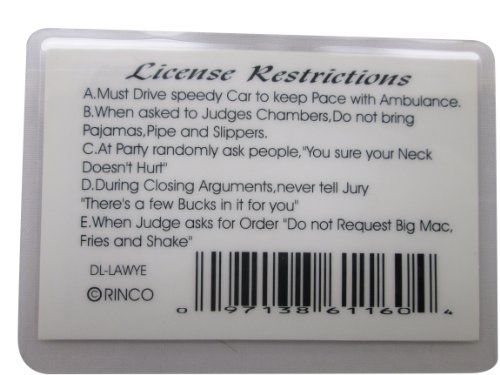 License Restrictions
A.Must Drive speedy Car to keep Pace with Ambulance.
B.When asked to Judges Chambers,Do not bring
Pajamas,Pipe and Slippers.
C.At Party randomly ask people,"You sure your Neck
Doesn't Hurt"
D.During Closing Arguments,never tell Jury
"There's a few Bucks in it for you"
E.When Judge asks for Order "Do not Request Big Mac,
Fries and Shake"
DL-LAWYE
©RINCO
0 97138 61160 4